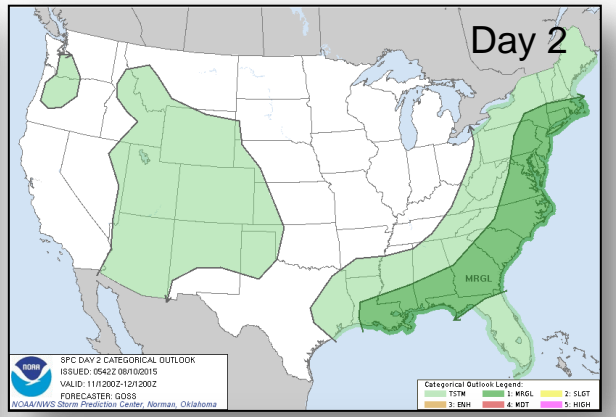 Day 2
MRGL
NOAA
SPC DAY 2 CATEGORICAL OUTLOOK
ISSUED: 0542Z 08/10/2015
VALID: 11/1200Z-12/1200Z
FORECASTER: GOSS
NOAA/NWS Storm Prediction Center, Norman, Oklahoma
Categorical Outlook Legend:
TSTM 1: MRGL 2: SLGT
3: ENH 4: MDT 5: HIGH